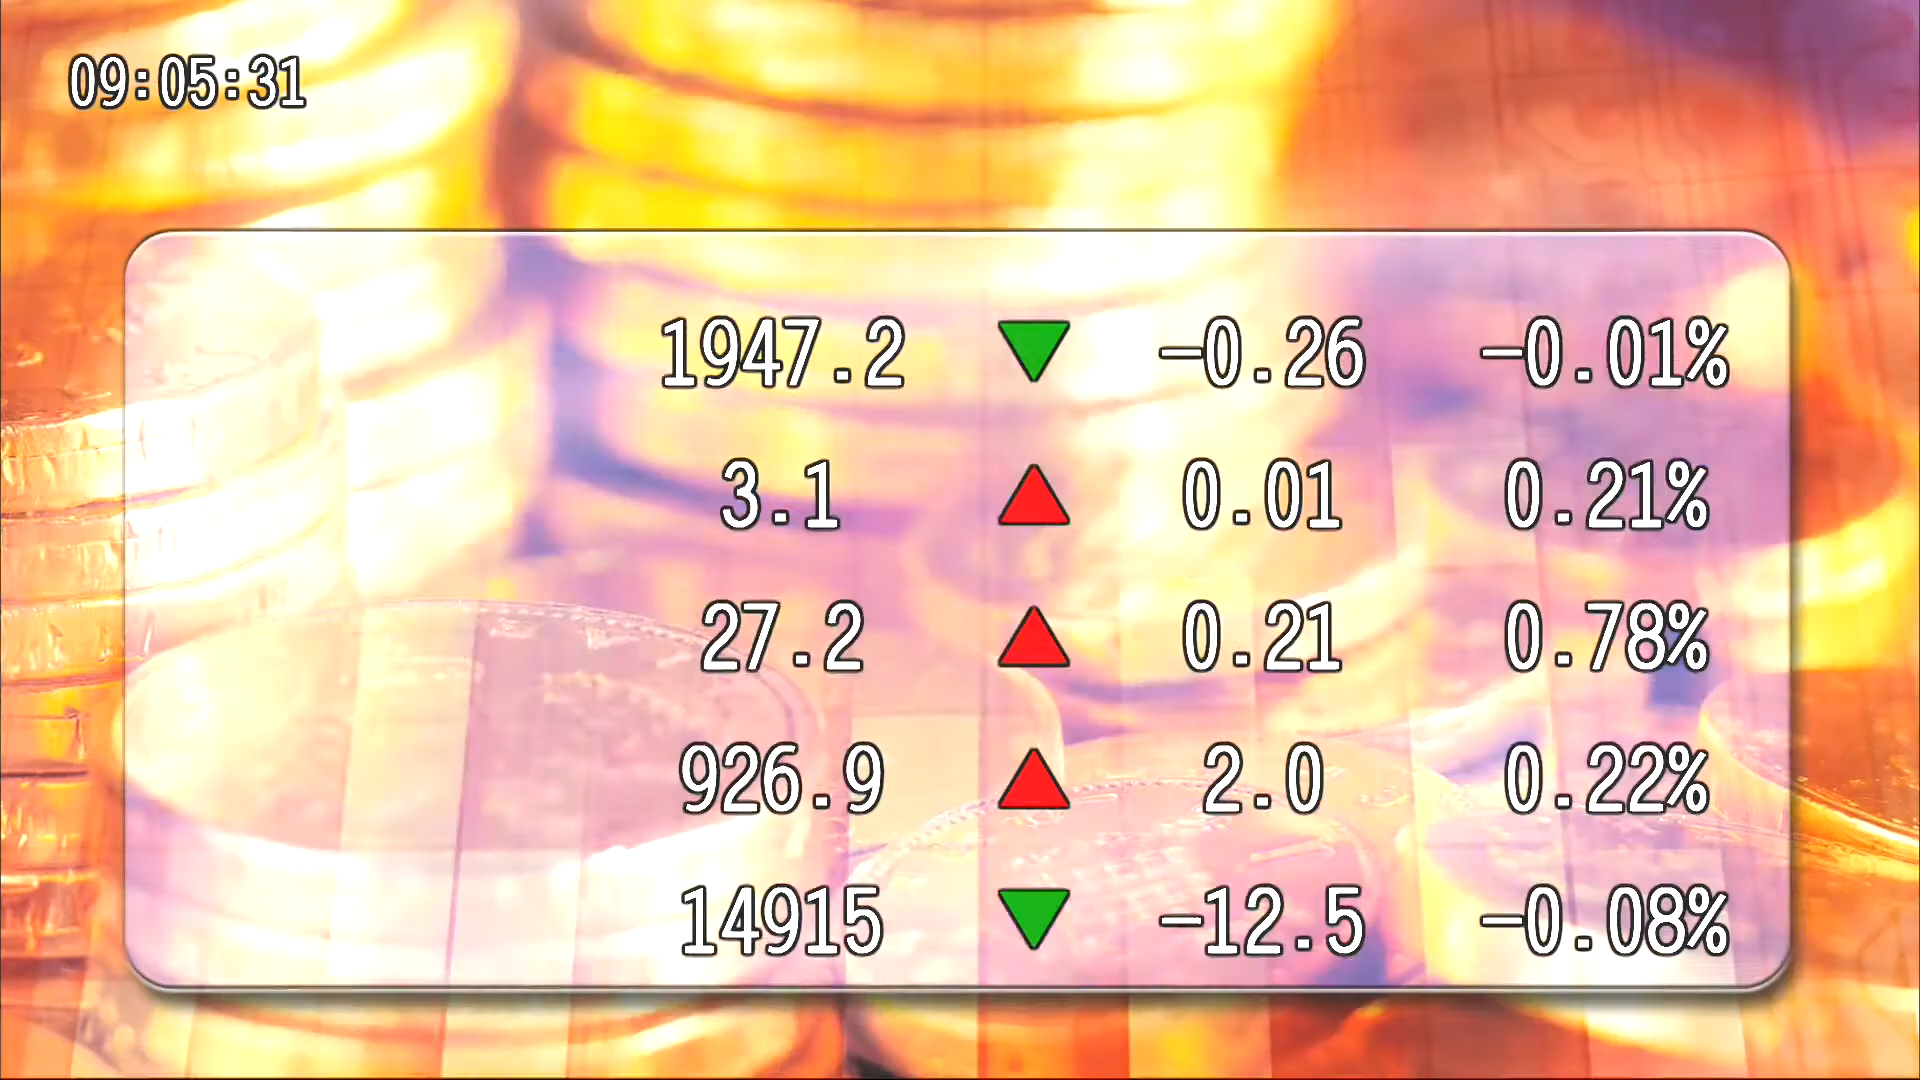 09:05:31
1947.2 ▼ -0.26 -0.01%
3.1 ▲ 0.01 0.21%
27.2 ▲ 0.21 0.78%
926.9 ▲ 2.0 0.22%
14915 ▼ -12.5 -0.08%